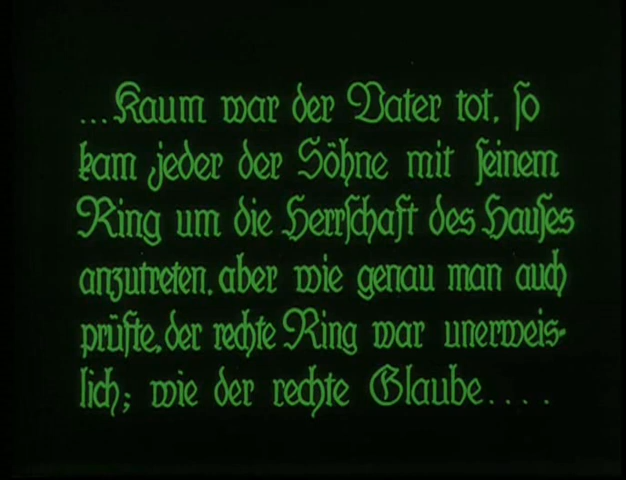 ...Kaum war der Vater tot, so
kam jeder der Söhne mit seinem
Ring um die Herrschaft des Hauses
anzutreten, aber wie genau man auch
prüfte, der rechte Ring war unerweis-
lich; wie der rechte Glaube....